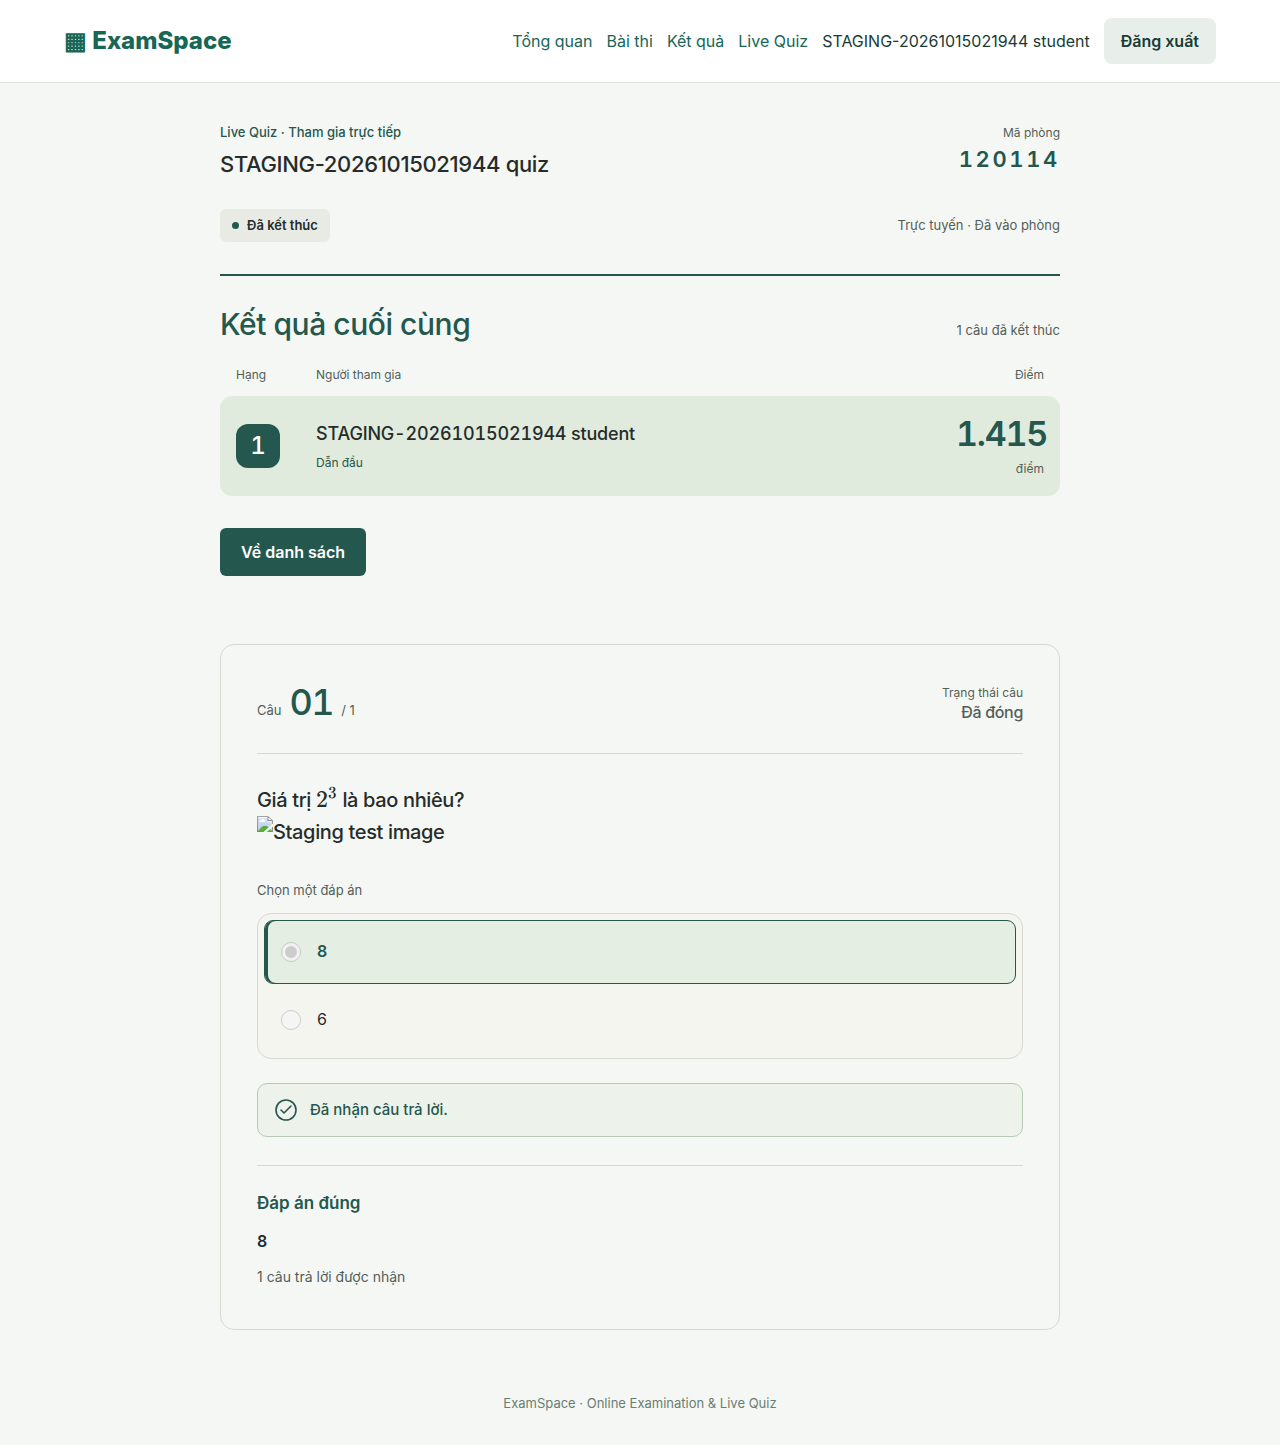 ExamSpace
Tổng quan Bài thi Kết quả Live Quiz STAGING-20261015021944 student Đăng xuất
Live Quiz · Tham gia trực tiếp
STAGING-20261015021944 quiz
Mã phòng
120114
Đã kết thúc
Trực tuyến · Đã vào phòng
Kết quả cuối cùng
1 câu đã kết thúc
Hạng Người tham gia Điểm
1
STAGING-20261015021944 student
Dẫn đầu
1.415
điểm
Về danh sách
Câu 01 / 1
Trạng thái câu
Đã đóng
Giá trị 2³ là bao nhiêu?
Staging test image
Chọn một đáp án
8
6
Đã nhận câu trả lời.
Đáp án đúng
8
1 câu trả lời được nhận
ExamSpace · Online Examination & Live Quiz